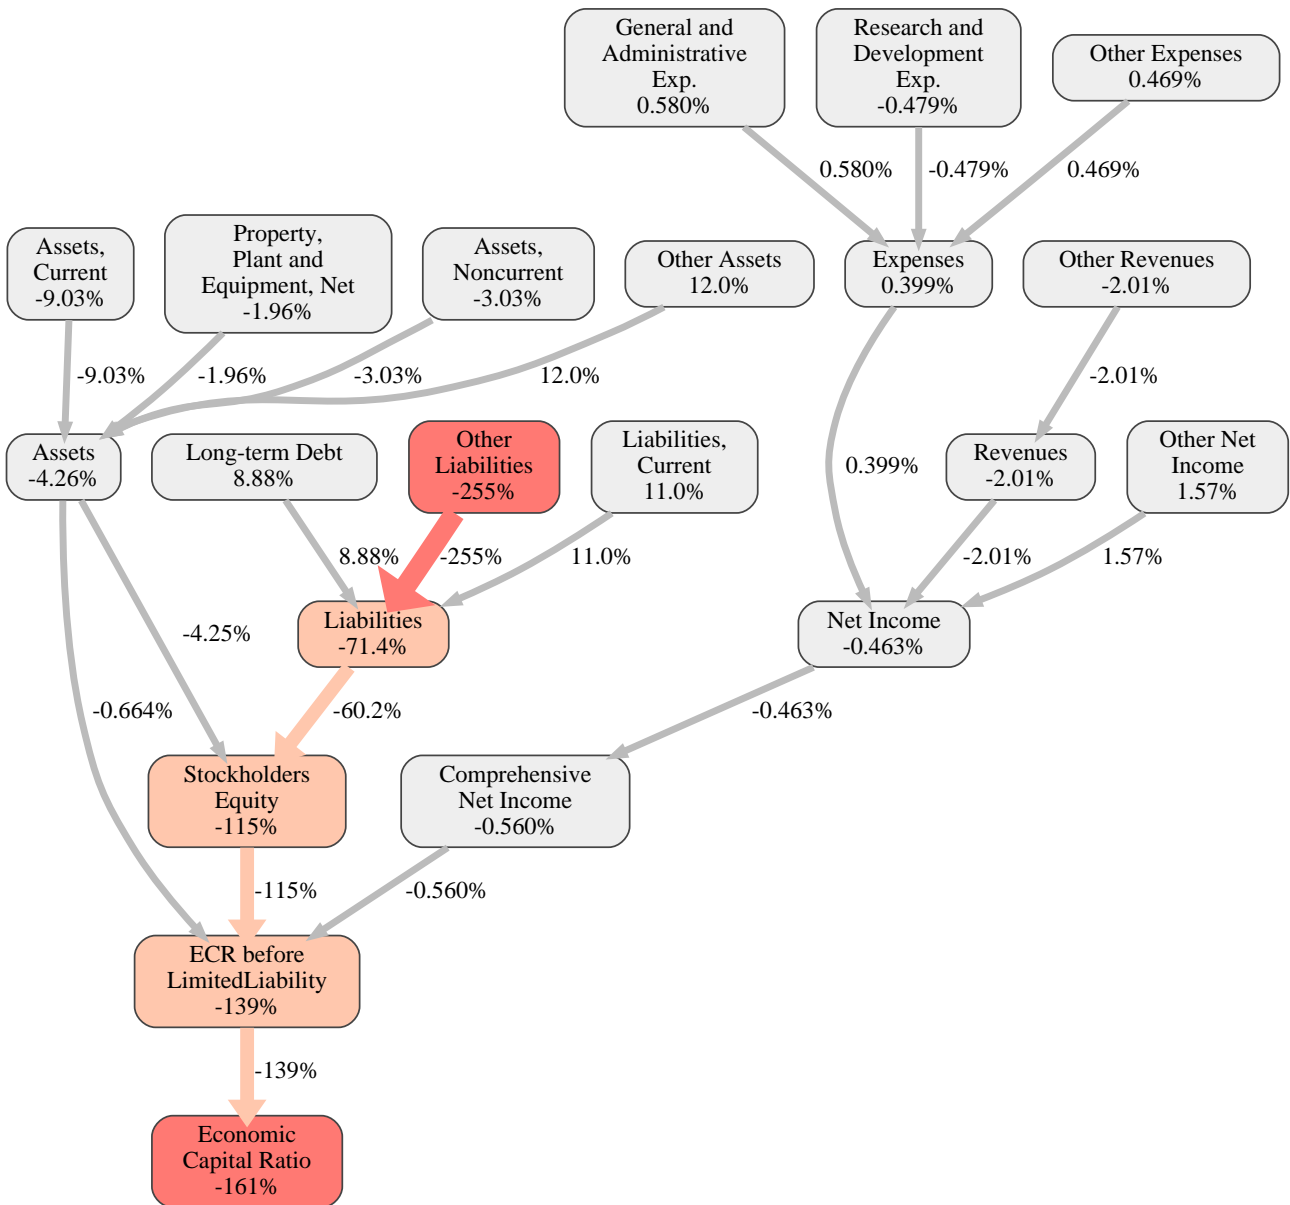 General and
Administrative
Exp.
0.580%
Research and
Development
Exp.
-0.479%
Other Expenses
0.469%
0.580%
-0.479%
0.469%
Assets,
Current
-9.03%
Property,
Plant and
Equipment, Net
-1.96%
Assets,
Noncurrent
-3.03%
Other Assets
12.0%
Expenses
0.399%
Other Revenues
-2.01%
-9.03%
-1.96%
-3.03%
12.0%
-2.01%
Assets
-4.26%
Long-term Debt
8.88%
Other
Liabilities
-255%
Liabilities,
Current
11.0%
0.399%
Revenues
-2.01%
Other Net
Income
1.57%
8.88%
-255%
11.0%
-2.01%
1.57%
-4.25%
Liabilities
-71.4%
Net Income
-0.463%
-0.664%
-60.2%
-0.463%
Stockholders
Equity
-115%
Comprehensive
Net Income
-0.560%
-115%
-0.560%
ECR before
LimitedLiability
-139%
-139%
Economic
Capital Ratio
-161%